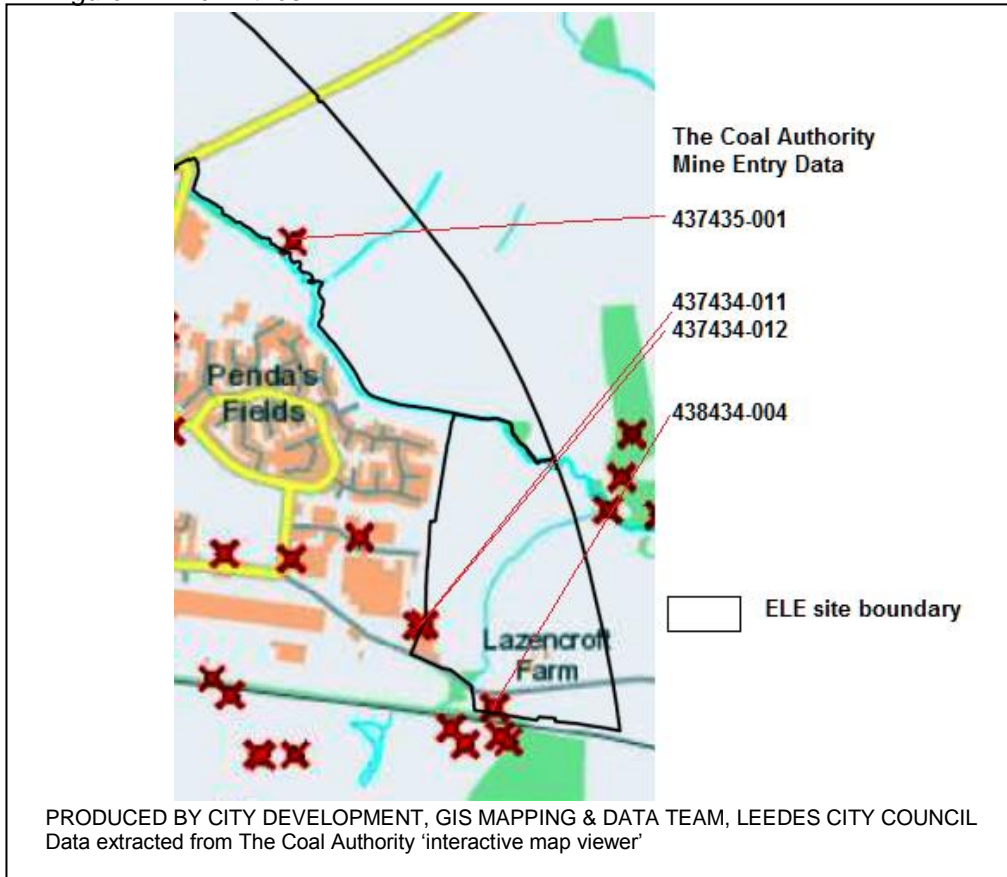 The Coal Authority
Mine Entry Data
437435-001
437434-011
437434-012
438434-004
Penda's
Fields
Lazencroft
Farm
ELE site boundary
PRODUCED BY CITY DEVELOPMENT, GIS MAPPING & DATA TEAM, LEEDES CITY COUNCIL
Data extracted from The Coal Authority ‘interactive map viewer’